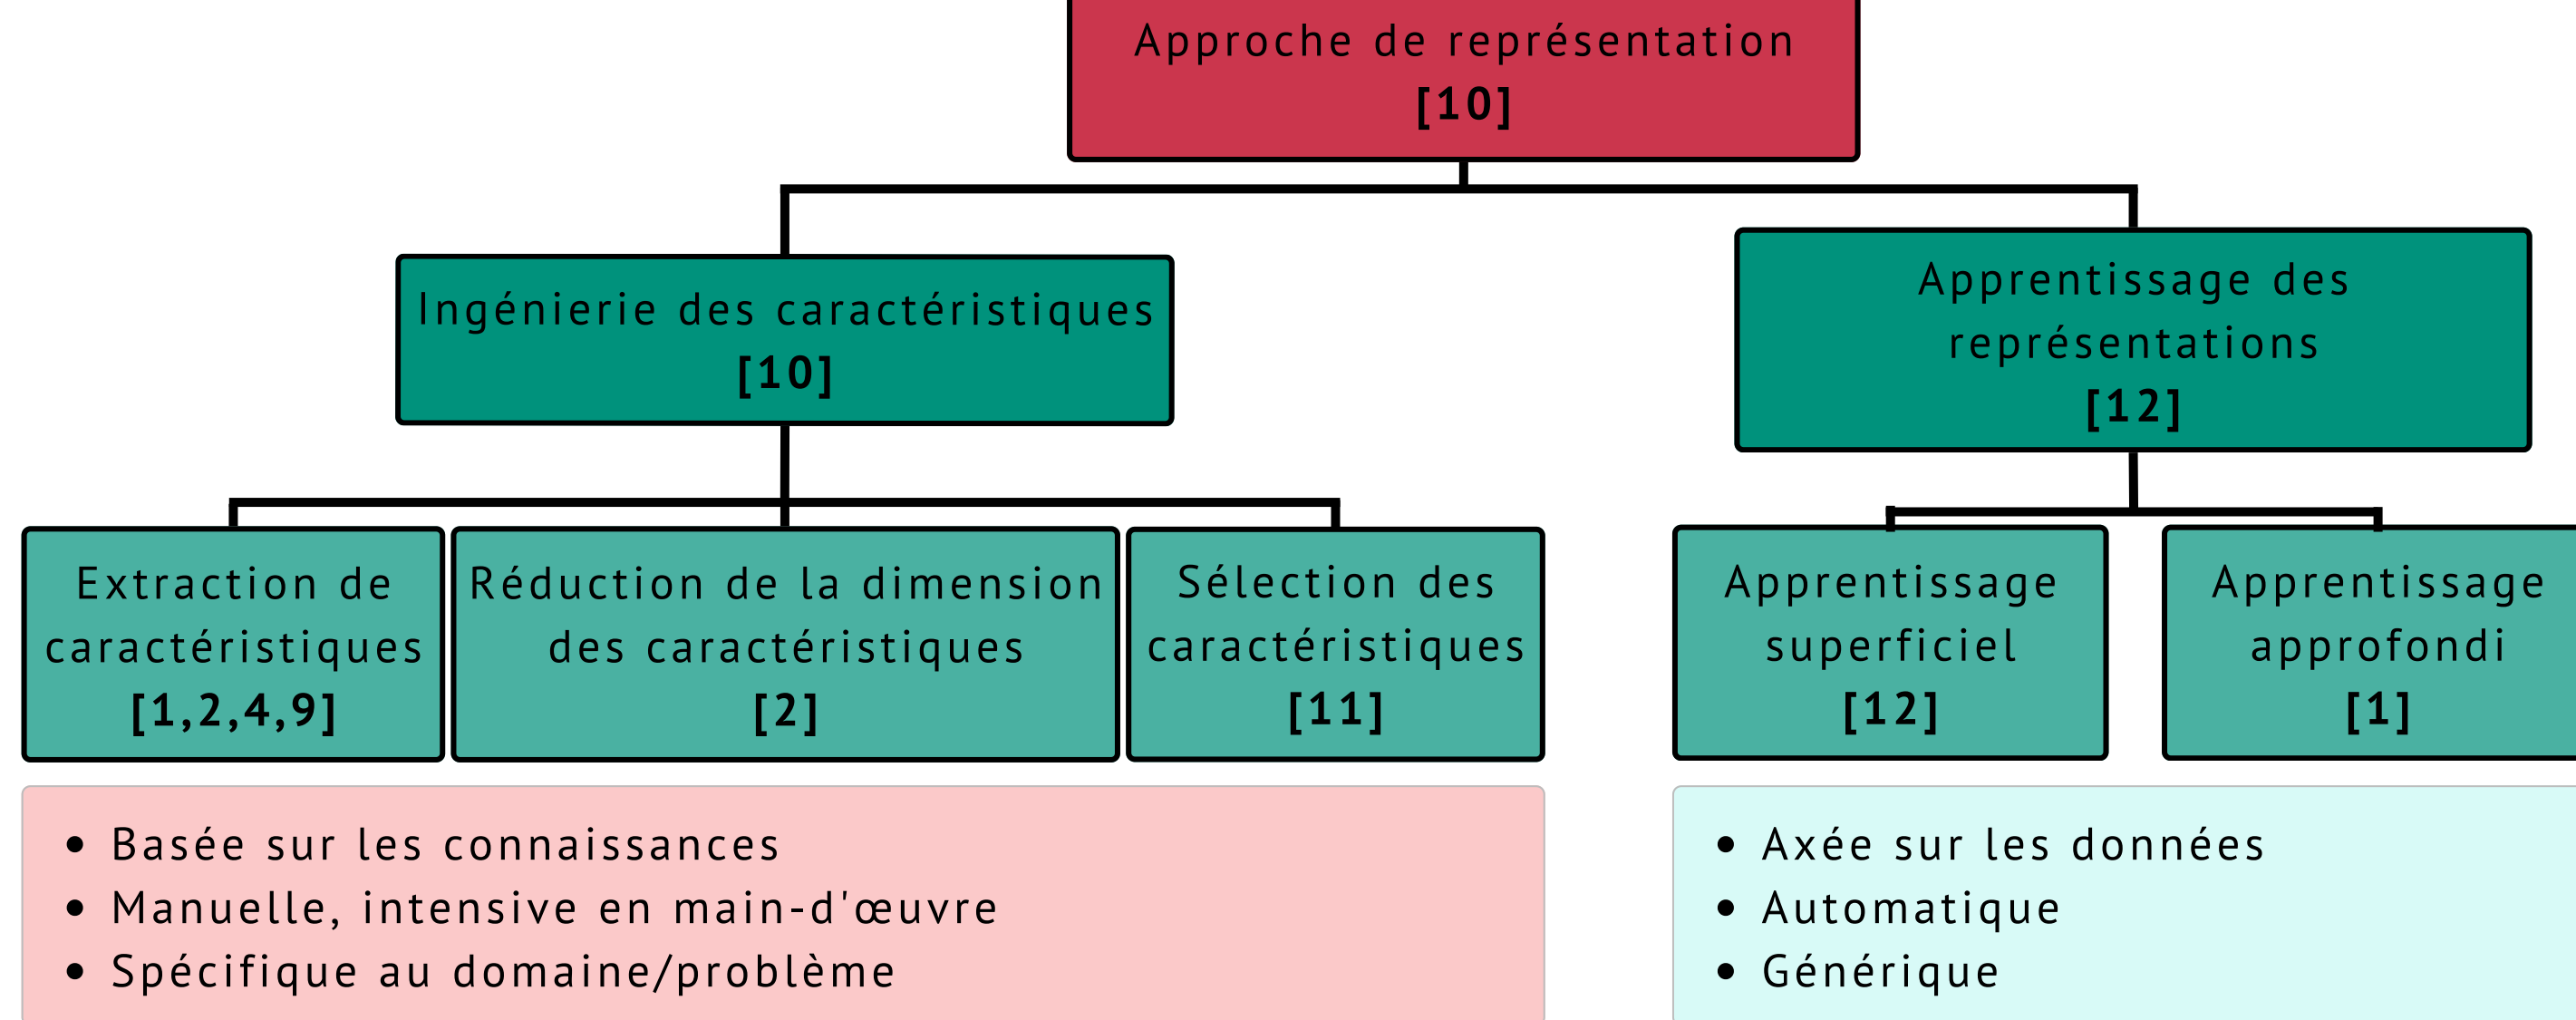 Approche de représentation
[10]
Ingénierie des caractéristiques
[10]
Apprentissage des
représentations
[12]
Extraction de
caractéristiques
[1,2,4,9]
Réduction de la dimension
des caractéristiques
[2]
Sélection des
caractéristiques
[11]
Apprentissage
superficiel
[12]
Apprentissage
approfondi
[1]
• Basée sur les connaissances
• Manuelle, intensive en main-d'œuvre
• Spécifique au domaine/problème
• Axée sur les données
• Automatique
• Générique